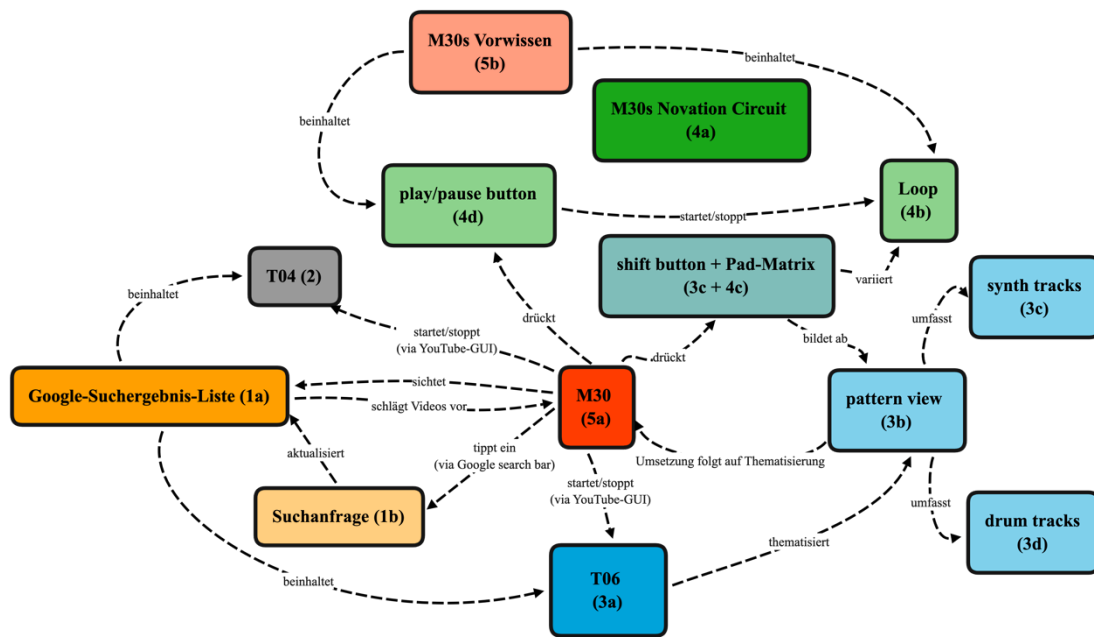 M30s Vorwissen
(5b)
beinhaltet
M30s Novation Circuit
(4a)
beinhaltet
play/pause button
(4d)
Loop
(4b)
startet/stoppt
T04 (2)
shift button + Pad-Matrix
(3c + 4c)
variiert
synth tracks
(3c)
beinhaltet
drückt
umfasst
startet/stoppt
(via YouTube-GUI)
bildet ab
drückt
Google-Suchergebnis-Liste (1a)
sichtet
schlägt Videos vor
M30
(5a)
pattern view
(3b)
aktualisiert
tippt ein
(via Google search bar)
Umsetzung folgt auf Thematisierung
startet/stoppt
(via YouTube-GUI)
umfasst
Suchanfrage (1b)
drum tracks
(3d)
thematisiert
beinhaltet
T06
(3a)